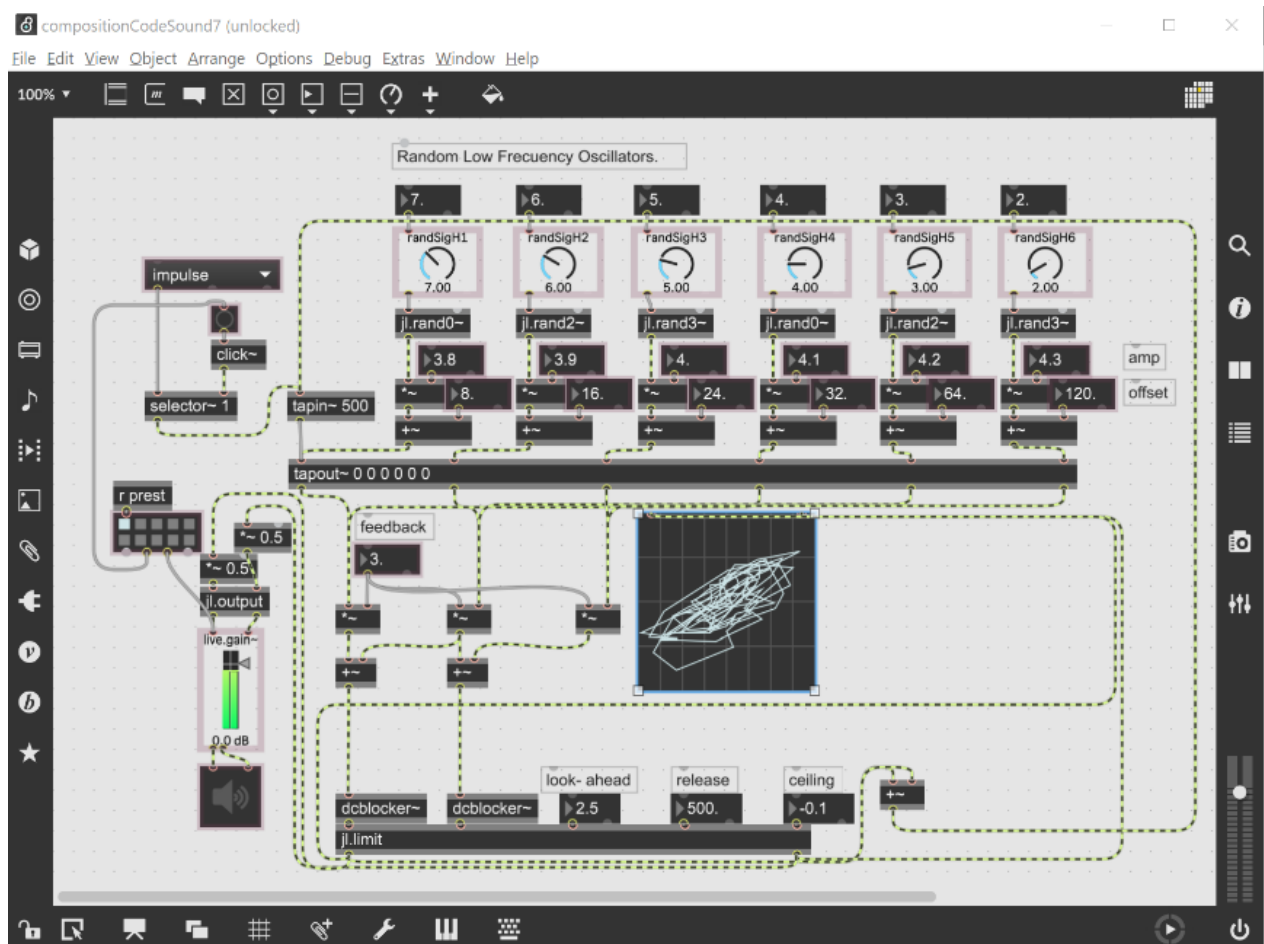 compositionCodeSound7 (unlocked)
File Edit View Object Arrange Options Debug Extras Window Help
100%
m
Random Low Frecuency Oscillators.
7. 6. 5. 4. 3. 2.
randSigH1 randSigH2 randSigH3 randSigH4 randSigH5 randSigH6
7.00 6.00 5.00 4.00 3.00 2.00
impulse
jl.rand0~ jl.rand2~ jl.rand3~ jl.rand0~ jl.rand2~ jl.rand3~
click~
3.8 3.9 4. 4.1 4.2 4.3 amp
*~ 8. *~ 16. *~ 24. *~ 32. *~ 64. *~ 120. offset
selector~ 1 tapin~ 500
+~ +~ +~ +~ +~ +~
tapout~ 0 0 0 0 0 0
r prest
feedback
*~ 0.5
3.
*~ 0.5
jl.output
*~ *~ *~
live.gain~
+~ +~
0.0 dB
look- ahead release ceiling
dcblocker~ dcblocker~ 2.5 500. -0.1 +~
jl.limit